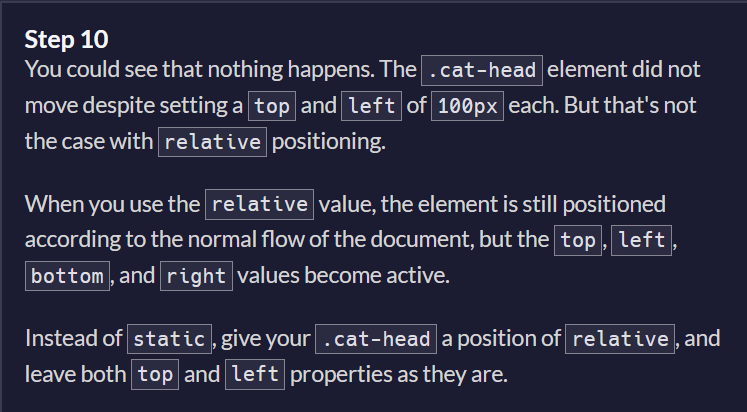 Step 10
You could see that nothing happens. The .cat-head element did not
move despite setting a top and left of 100px each. But that's not
the case with relative positioning.
When you use the relative value, the element is still positioned
according to the normal flow of the document, but the top, left,
bottom, and right values become active.
Instead of static, give your .cat-head a position of relative, and
leave both top and left properties as they are.